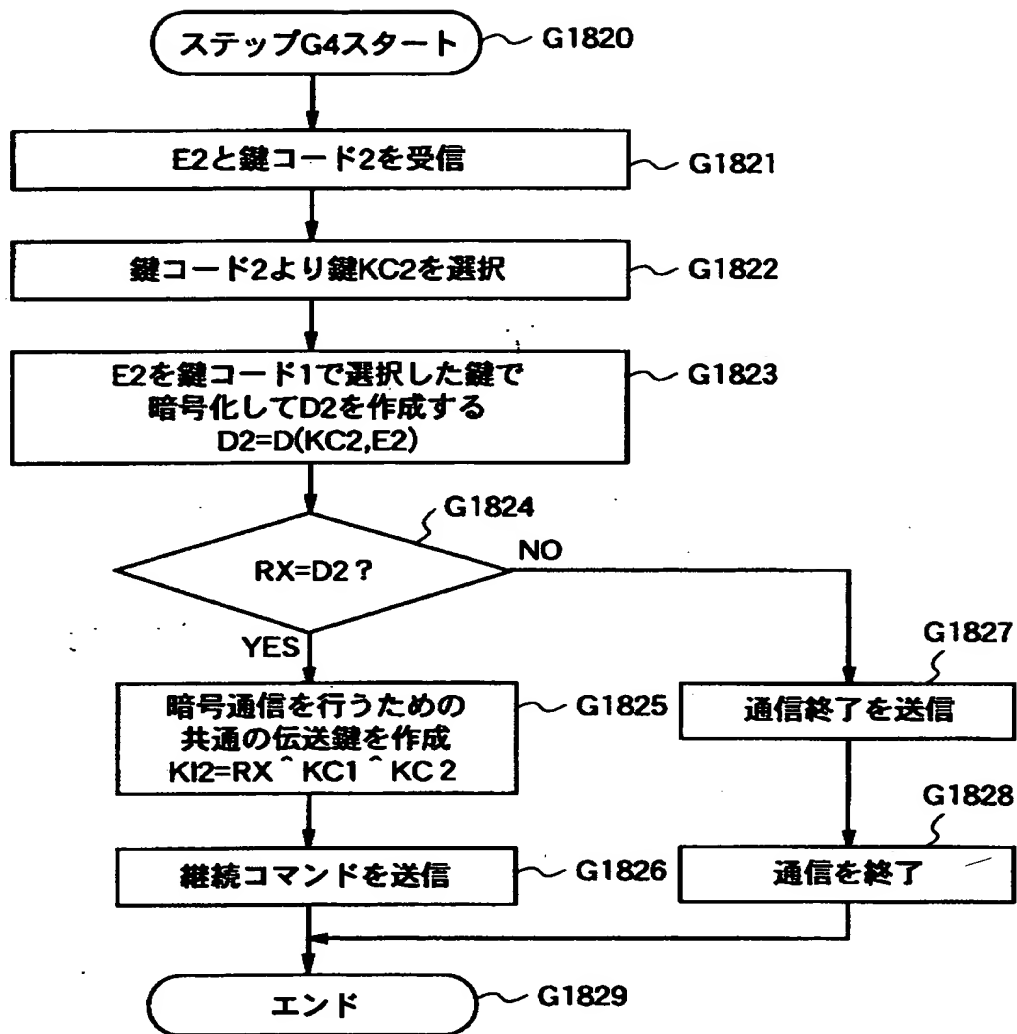 ステップG4スタート
G1820
E2と鍵コード2を受信
G1821
鍵コード2より鍵KC2を選択
G1822
E2を鍵コード1で選択した鍵で
暗号化してD2を作成する
D2=D(KC2,E2)
G1823
G1824
RX=D2？
NO
YES
暗号通信を行うための
共通の伝送鍵を作成
KI2=RX＾KC1＾KC2
G1825
G1827
通信終了を送信
継続コマンドを送信
G1826
G1828
通信を終了
エンド
G1829